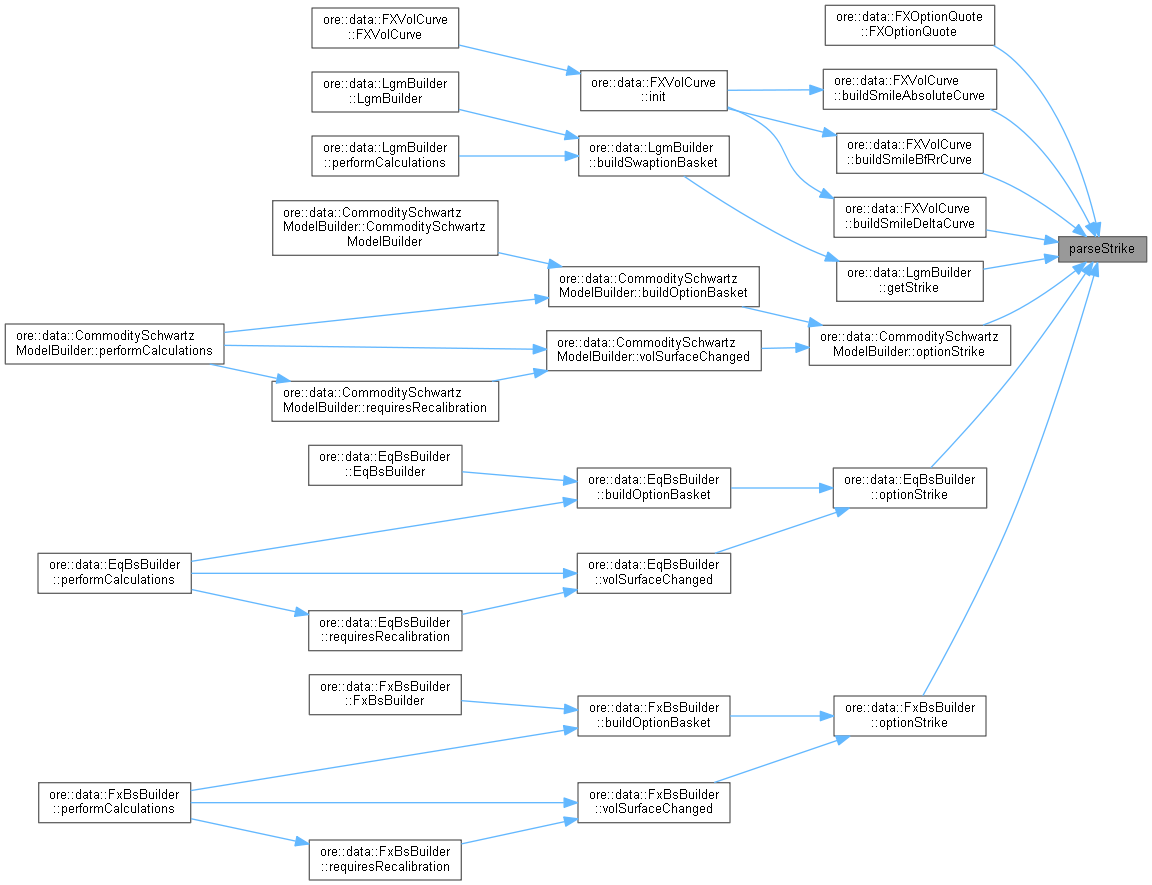 ore::data::FXVolCurve
::FXVolCurve
ore::data::LgmBuilder
::LgmBuilder
ore::data::LgmBuilder
::performCalculations
ore::data::CommoditySchwartz
ModelBuilder::CommoditySchwartz
ModelBuilder
ore::data::CommoditySchwartz
ModelBuilder::performCalculations
ore::data::CommoditySchwartz
ModelBuilder::requiresRecalibration
ore::data::EqBsBuilder
::EqBsBuilder
ore::data::EqBsBuilder
::performCalculations
ore::data::EqBsBuilder
::requiresRecalibration
ore::data::FxBsBuilder
::FxBsBuilder
ore::data::FxBsBuilder
::performCalculations
ore::data::FxBsBuilder
::requiresRecalibration
ore::data::FXVolCurve
::init
ore::data::LgmBuilder
::buildSwaptionBasket
ore::data::CommoditySchwartz
ModelBuilder::buildOptionBasket
ore::data::CommoditySchwartz
ModelBuilder::volSurfaceChanged
ore::data::EqBsBuilder
::buildOptionBasket
ore::data::EqBsBuilder
::volSurfaceChanged
ore::data::FxBsBuilder
::buildOptionBasket
ore::data::FxBsBuilder
::volSurfaceChanged
ore::data::FXOptionQuote
::FXOptionQuote
ore::data::FXVolCurve
::buildSmileAbsoluteCurve
ore::data::FXVolCurve
::buildSmileBfRrCurve
ore::data::FXVolCurve
::buildSmileDeltaCurve
ore::data::LgmBuilder
::getStrike
ore::data::CommoditySchwartz
ModelBuilder::optionStrike
ore::data::EqBsBuilder
::optionStrike
ore::data::FxBsBuilder
::optionStrike
parseStrike